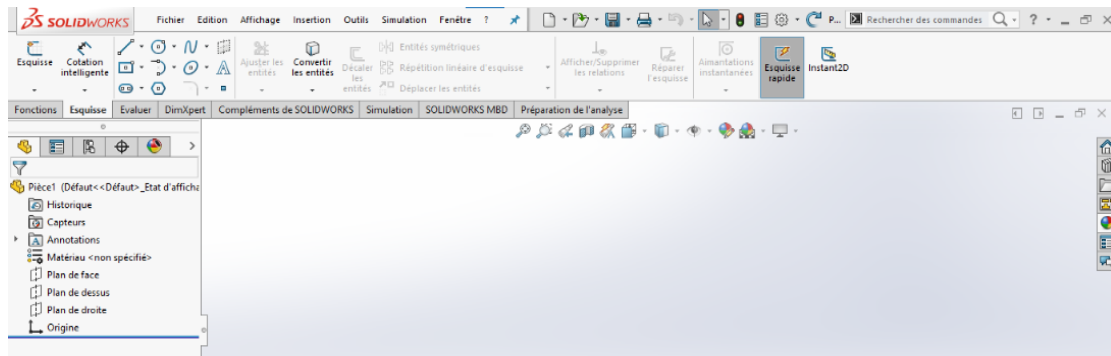 SOLIDWORKS Fichier Edition Affichage Insertion Outils Simulation Fenêtre ? P... Rechercher des commandes ?
Esquisse Cotation intelligente Ajuster les entités Convertir les entités Décaler les entités Entités symétriques Afficher/Supprimer les relations Réparer l'esquisse Aimantations instantanées Esquisse rapide Instant2D
Répétition linéaire d'esquisse
Déplacer les entités
Fonctions Esquisse Evaluer DimXpert Compléments de SOLIDWORKS Simulation SOLIDWORKS MBD Préparation de l'analyse
Pièce1 (Défaut<<Défaut>_Etat d'afficha
Historique
Capteurs
Annotations
Matériau <non spécifié>
Plan de face
Plan de dessus
Plan de droite
Origine